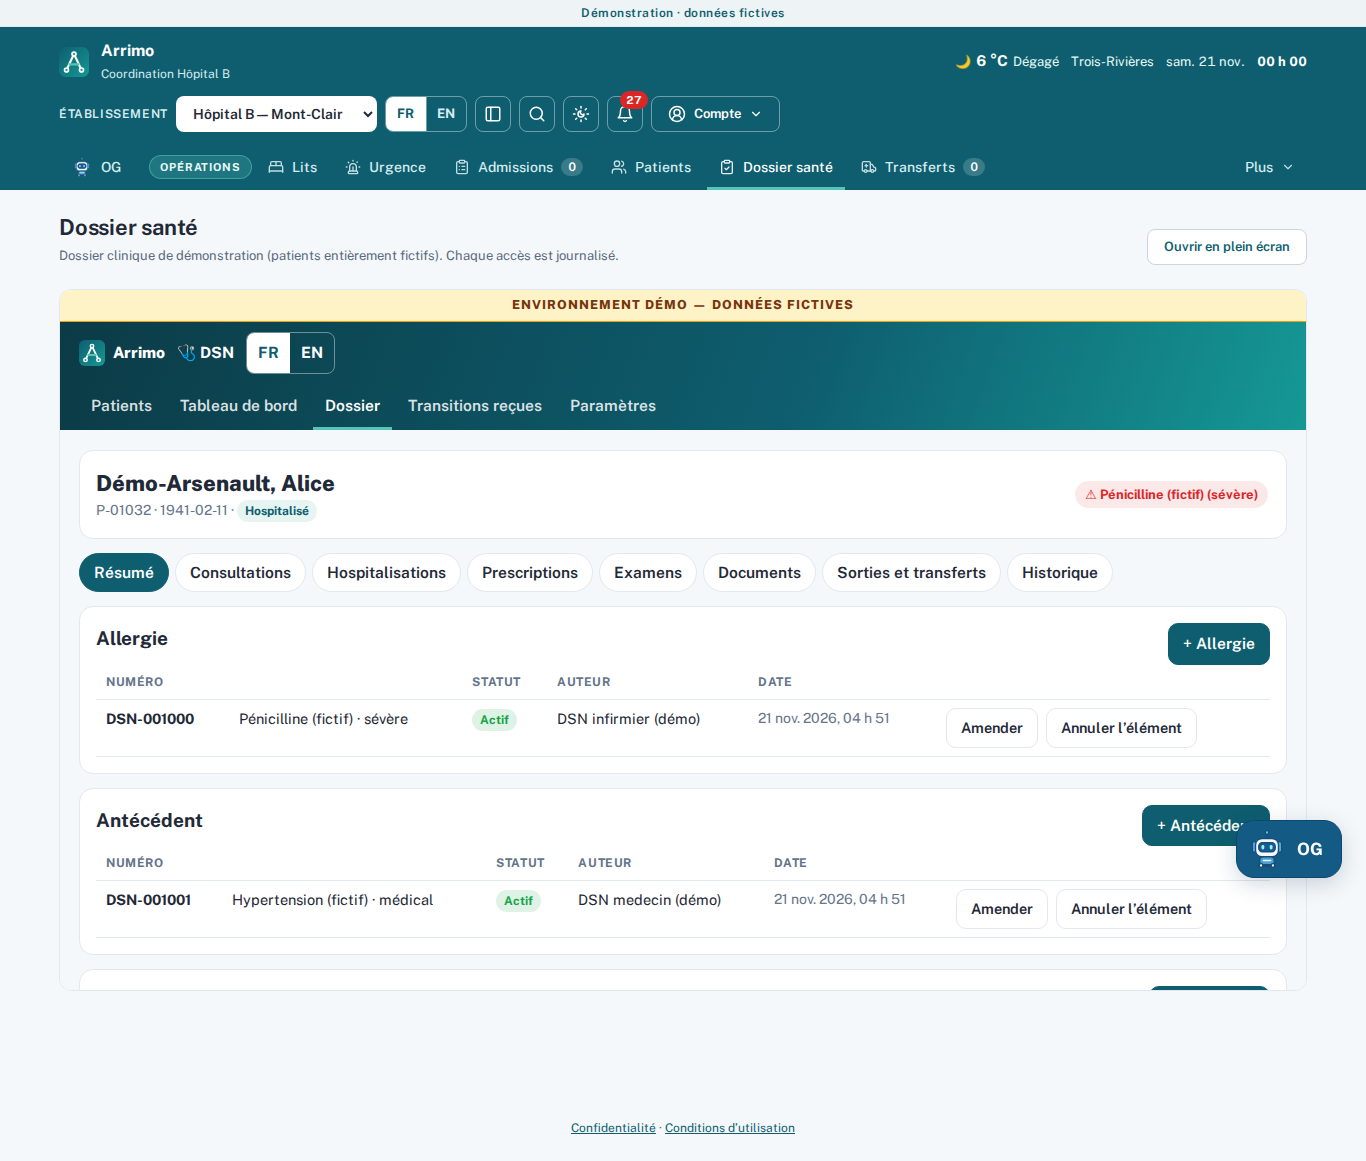 Démonstration · données fictives
Arrimo
Coordination Hôpital B
6 °C Dégagé Trois-Rivières sam. 21 nov. 00 h 00
ÉTABLISSEMENT Hôpital B — Mont-Clair FR EN 27 Compte
OG OPÉRATIONS Lits Urgence Admissions 0 Patients Dossier santé Transferts 0 Plus
Dossier santé
Dossier clinique de démonstration (patients entièrement fictifs). Chaque accès est journalisé.
Ouvrir en plein écran
ENVIRONNEMENT DÉMO — DONNÉES FICTIVES
Arrimo DSN FR EN
Patients Tableau de bord Dossier Transitions reçues Paramètres
Démo-Arsenault, Alice
P-01032 · 1941-02-11 · Hospitalisé
⚠ Pénicilline (fictif) (sévère)
Résumé Consultations Hospitalisations Prescriptions Examens Documents Sorties et transferts Historique
Allergie
+ Allergie
NUMÉRO STATUT AUTEUR DATE
DSN-001000 Pénicilline (fictif) · sévère Actif DSN infirmier (démo) 21 nov. 2026, 04 h 51 Amender Annuler l’élément
Antécédent
+ Antécéde
OG
NUMÉRO STATUT AUTEUR DATE
DSN-001001 Hypertension (fictif) · médical Actif DSN medecin (démo) 21 nov. 2026, 04 h 51 Amender Annuler l’élément
Confidentialité · Conditions d’utilisation